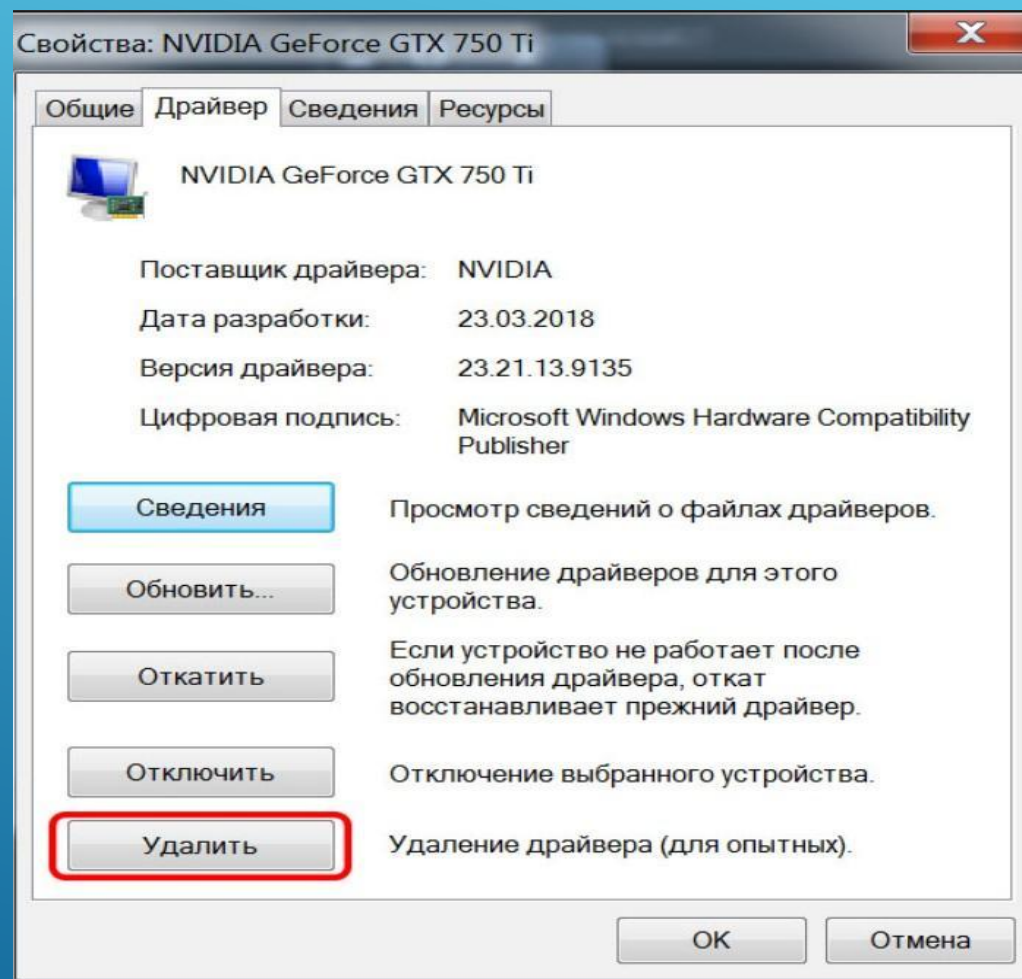 Свойства: NVIDIA GeForce GTX 750 Ti
Общие Драйвер Сведения Ресурсы
NVIDIA GeForce GTX 750 Ti
Поставщик драйвера: NVIDIA
Дата разработки: 23.03.2018
Версия драйвера: 23.21.13.9135
Цифровая подпись: Microsoft Windows Hardware Compatibility
Publisher
Сведения Просмотр сведений о файлах драйверов.
Обновить... Обновление драйверов для этого
устройства.
Откатить Если устройство не работает после
обновления драйвера, откат
восстанавливает прежний драйвер.
Отключить Отключение выбранного устройства.
Удалить Удаление драйвера (для опытных).
OK Отмена